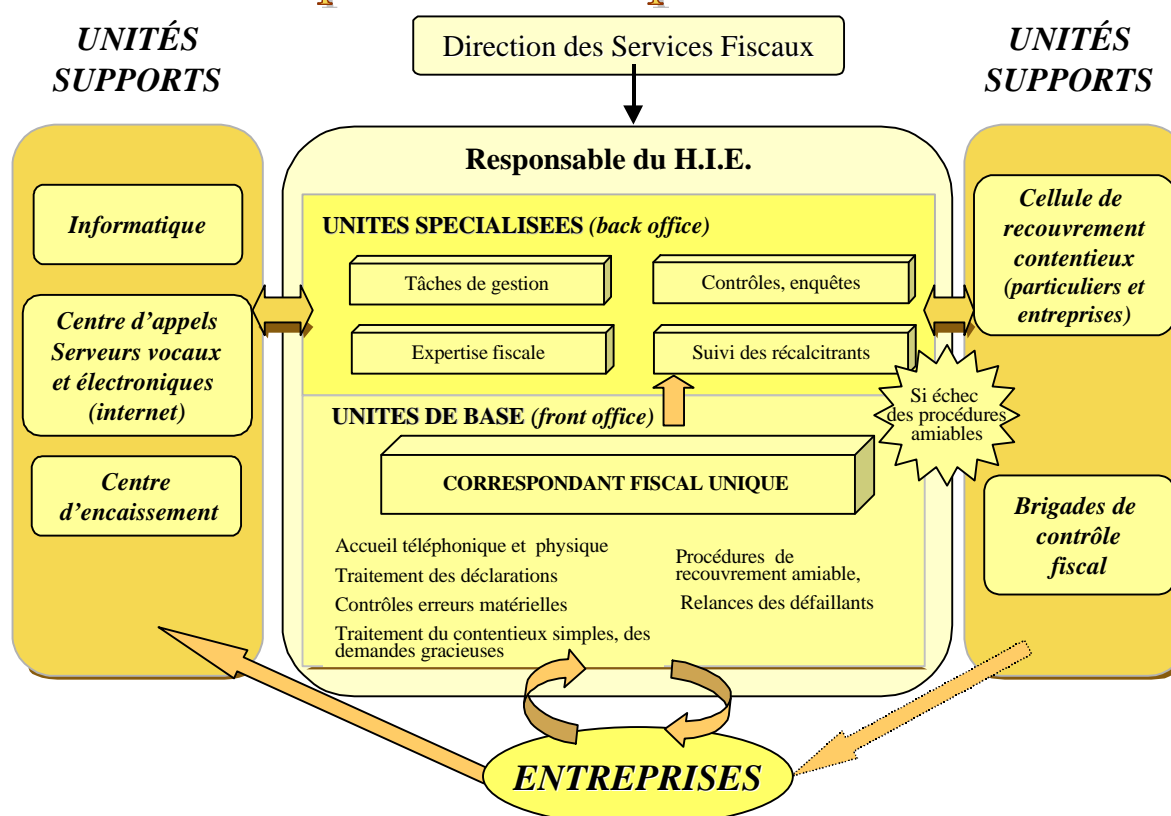 UNITÉS
SUPPORTS
Direction des Services Fiscaux
UNITÉS
SUPPORTS
Informatique
Centre d'appels
Serveurs vocaux
et électroniques
(internet)
Centre
d'encaissement
Responsable du H.I.E.
UNITES SPECIALISEES (back office)
Tâches de gestion
Contrôles, enquêtes
Expertise fiscale
Suivi des récalcitrants
UNITES DE BASE (front office)
CORRESPONDANT FISCAL UNIQUE
Accueil téléphonique et physique
Traitement des déclarations
Contrôles erreurs matérielles
Traitement du contentieux simples, des
demandes gracieuses
Procédures de
recouvrement amiable,
Relances des défaillants
Cellule de
recouvrement
contentieux
(particuliers et
entreprises)
Si échec
des procédures
amiables
Brigades de
contrôle
fiscal
ENTREPRISES